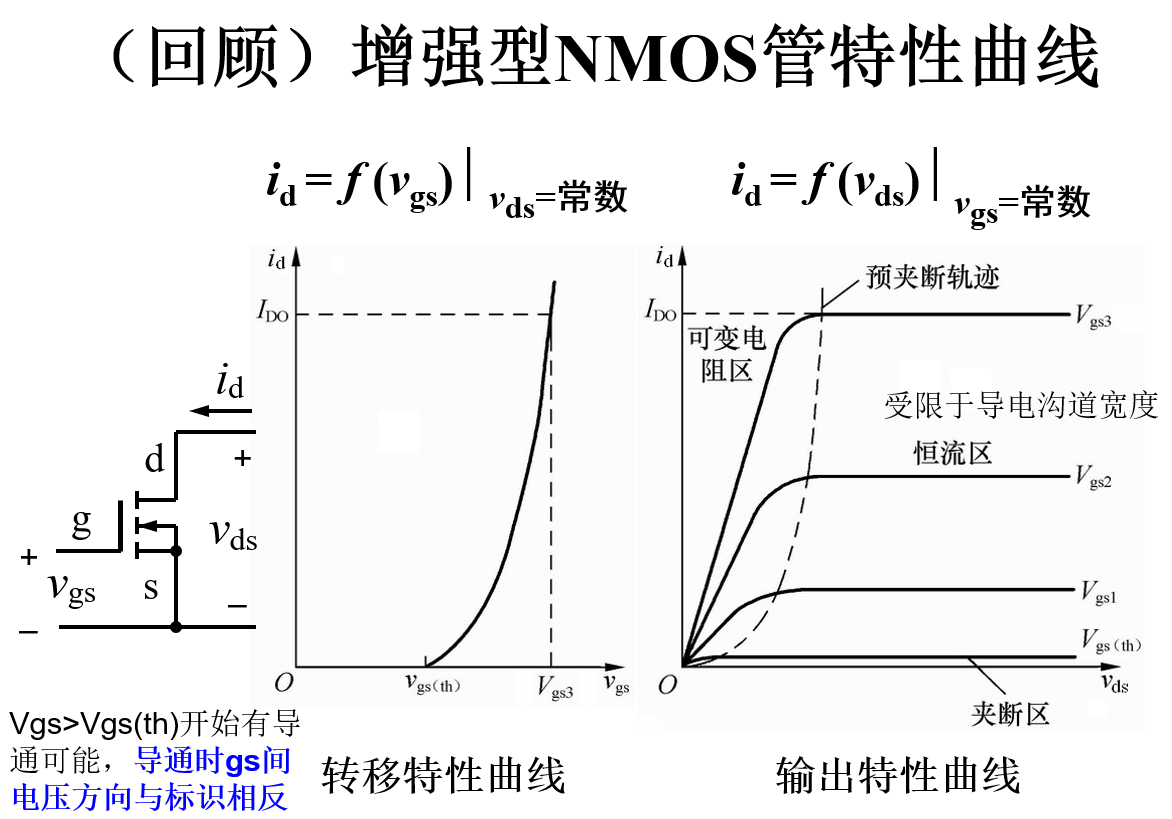 （回顾）增强型NMOS管特性曲线
id = f (vgs) | vds=常数
id = f (vds) | vgs=常数
id
d
+
g
vds
+
vgs
s
−
−
id
IDO
O
vgs(th)
Vgs3
vgs
id
预夹断轨迹
IDO
Vgs3
可变电
阻区
受限于导电沟道宽度
恒流区
Vgs2
Vgs1
Vgs(th)
O
vds
夹断区
Vgs>Vgs(th)开始有导
通可能，导通时gs间
电压方向与标识相反
转移特性曲线
输出特性曲线